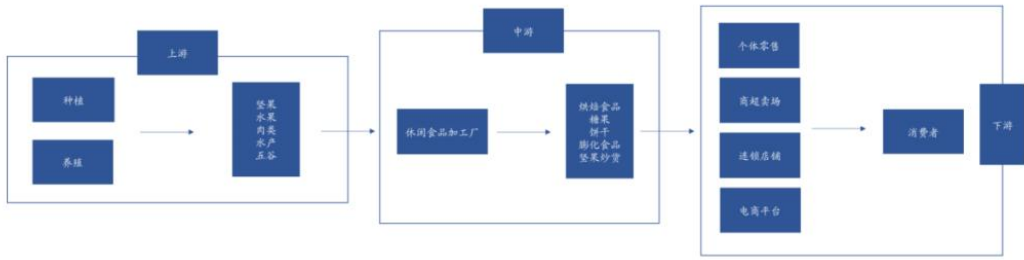 上游
种植
养殖
坚果
水果
肉类
水产
五谷
中游
休闲食品加工厂
烘焙食品
糖果
饼干
膨化食品
坚果炒货
个体零售
商超卖场
连锁店铺
电商平台
消费者
下游